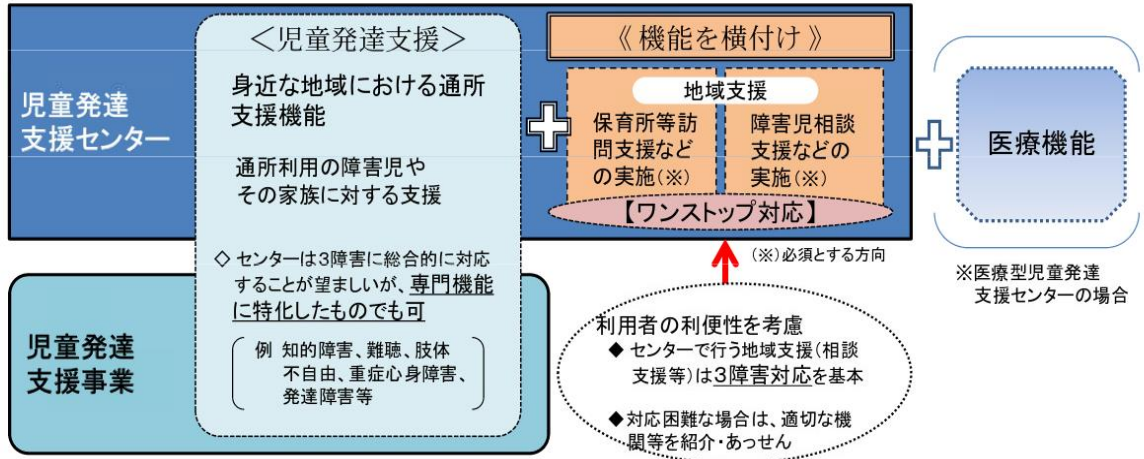 児童発達
支援センター
＜児童発達支援＞
身近な地域における通所
支援機能
通所利用の障害児や
その家族に対する支援
◇ センターは3障害に総合的に対応
することが望ましいが、専門機能
に特化したものでも可
例 知的障害、難聴、肢体
不自由、重症心身障害、
発達障害等
《 機能を横付け 》
地域支援
保育所等訪
問支援など
の実施(※)
障害児相談
支援などの
実施(※)
【ワンストップ対応】
(※)必須とする方向
医療機能
※医療型児童発達
支援センターの場合
児童発達
支援事業
利用者の利便性を考慮
◆ センターで行う地域支援(相談
支援等)は3障害対応を基本
◆対応困難な場合は、適切な機
関等を紹介・あっせん